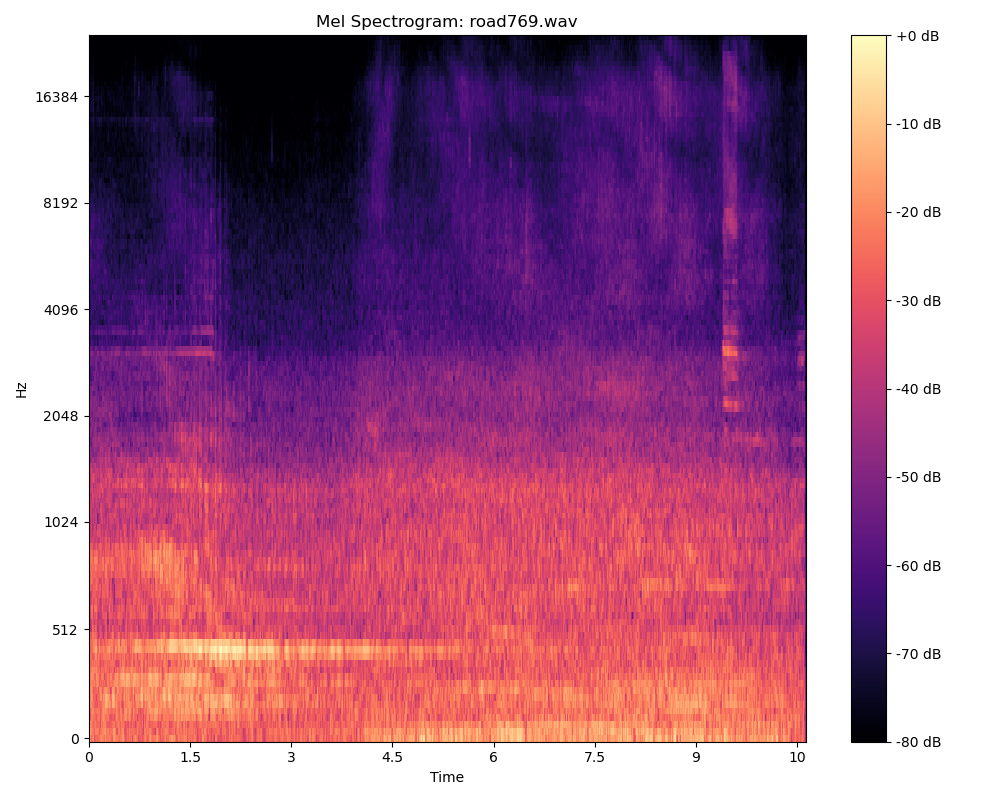 Mel Spectrogram: road769.wav
Hz
16384
8192
4096
2048
1024
512
0
0
1.5
3
4.5
6
7.5
9
10
Time
+0 dB
-10 dB
-20 dB
-30 dB
-40 dB
-50 dB
-60 dB
-70 dB
-80 dB